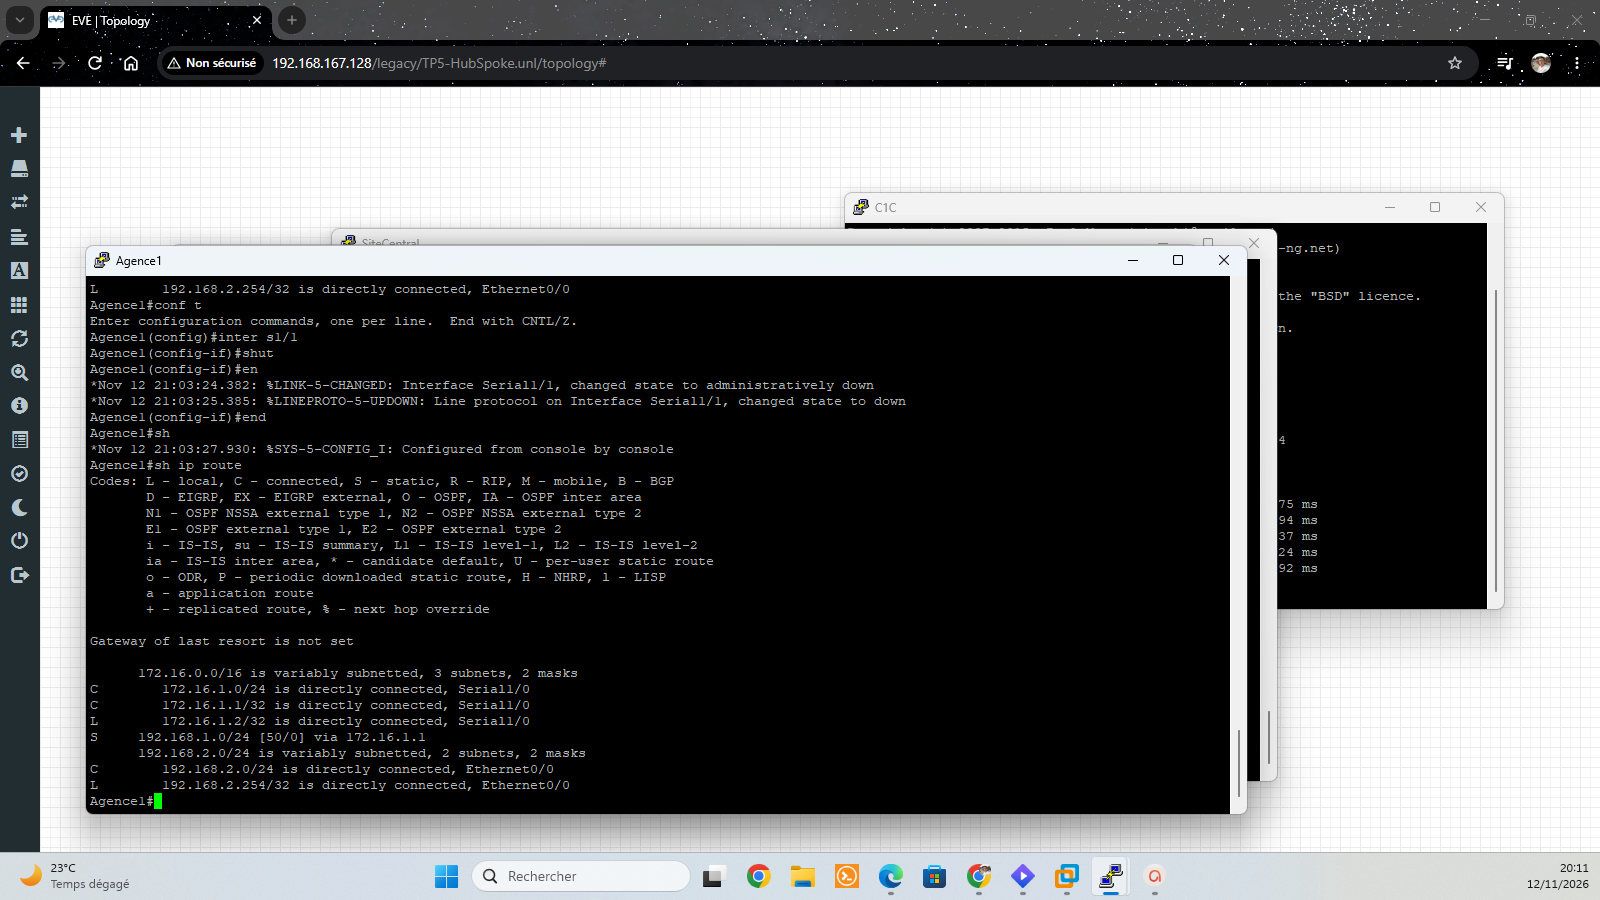 EVE | Topology
Non sécurisé
192.168.167.128/legacy/TP5-HubSpoke.unl/topology#
C1C
SiteCentral
-ng.net)
the "BSD" licence.
n.
4
75 ms
94 ms
37 ms
24 ms
92 ms
Agence1
L        192.168.2.254/32 is directly connected, Ethernet0/0
Agence1#conf t
Enter configuration commands, one per line.  End with CNTL/Z.
Agence1(config)#inter s1/1
Agence1(config-if)#shut
Agence1(config-if)#en
*Nov 12 21:03:24.382: %LINK-5-CHANGED: Interface Serial1/1, changed state to administratively down
*Nov 12 21:03:25.385: %LINEPROTO-5-UPDOWN: Line protocol on Interface Serial1/1, changed state to down
Agence1(config-if)#end
Agence1#sh
*Nov 12 21:03:27.930: %SYS-5-CONFIG_I: Configured from console by console
Agence1#sh ip route
Codes: L - local, C - connected, S - static, R - RIP, M - mobile, B - BGP
       D - EIGRP, EX - EIGRP external, O - OSPF, IA - OSPF inter area
       N1 - OSPF NSSA external type 1, N2 - OSPF NSSA external type 2
       E1 - OSPF external type 1, E2 - OSPF external type 2
       i - IS-IS, su - IS-IS summary, L1 - IS-IS level-1, L2 - IS-IS level-2
       ia - IS-IS inter area, * - candidate default, U - per-user static route
       o - ODR, P - periodic downloaded static route, H - NHRP, l - LISP
       a - application route
       + - replicated route, % - next hop override
Gateway of last resort is not set
      172.16.0.0/16 is variably subnetted, 3 subnets, 2 masks
C        172.16.1.0/24 is directly connected, Serial1/0
C        172.16.1.1/32 is directly connected, Serial1/0
L        172.16.1.2/32 is directly connected, Serial1/0
S     192.168.1.0/24 [50/0] via 172.16.1.1
      192.168.2.0/24 is variably subnetted, 2 subnets, 2 masks
C        192.168.2.0/24 is directly connected, Ethernet0/0
L        192.168.2.254/32 is directly connected, Ethernet0/0
Agence1#
23°C
Temps dégagé
Rechercher
20:11
12/11/2026